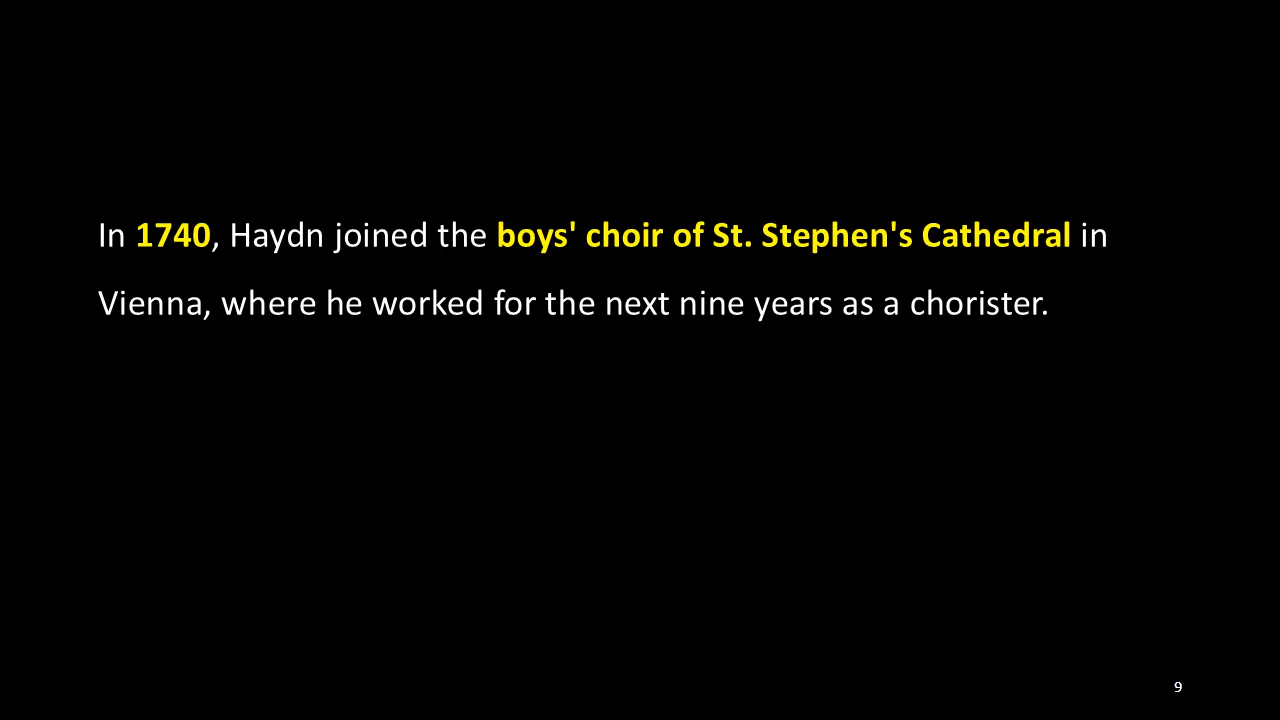 In 1740, Haydn joined the boys' choir of St. Stephen's Cathedral in
Vienna, where he worked for the next nine years as a chorister.
9